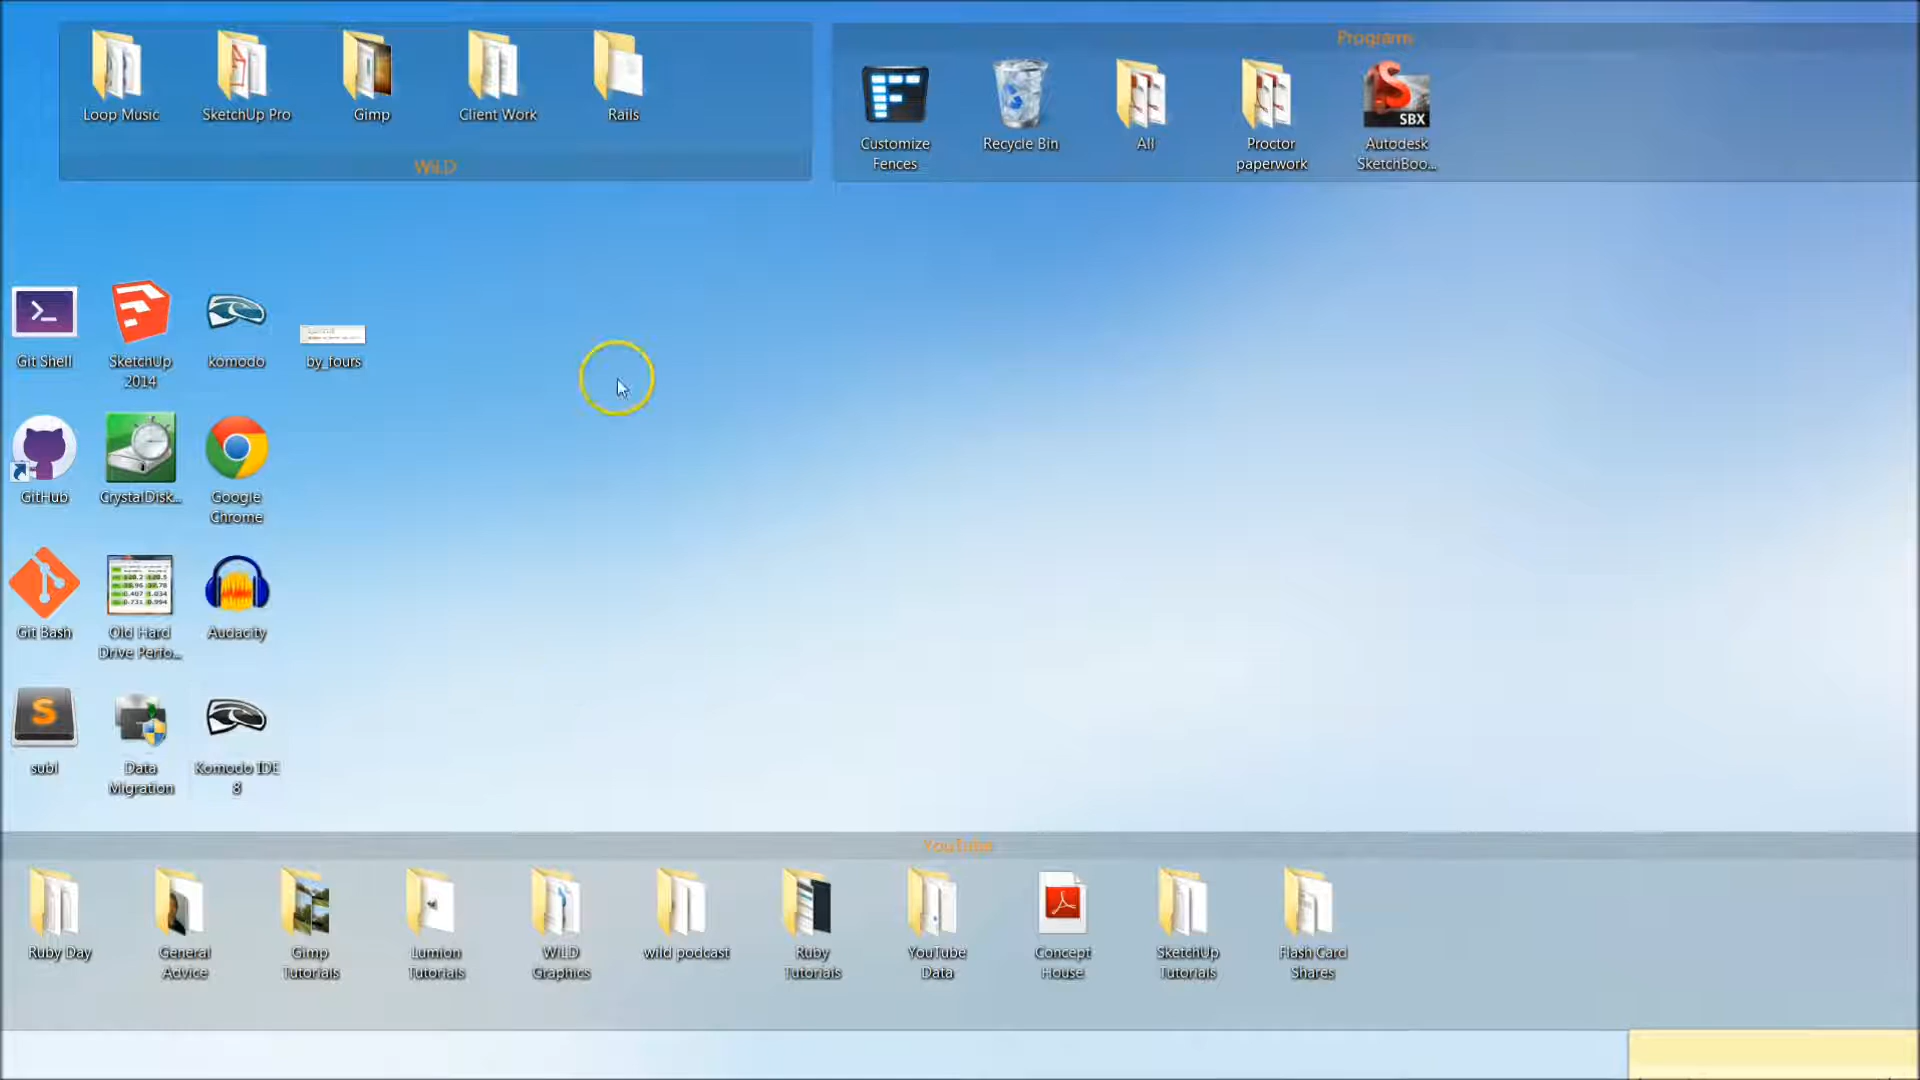 Loop Music
SketchUp Pro
Gimp
Client Work
Rails
WiLD
Programs
Customize
Fences
Recycle Bin
All
Proctor
paperwork
SBX
Autodesk
SketchBoo...
Git Shell
SketchUp
2014
komodo
by_fours
GitHub
CrystalDisk...
Google
Chrome
Git Bash
Old Hard
Drive Perfo...
Audacity
subl
Data
Migration
Komodo IDE
8
YouTube
Ruby Day
General
Advice
Gimp
Tutorials
Lumion
Tutorials
WiLD
Graphics
wild podcast
Ruby
Tutorials
YouTube
Data
Concept
House
SketchUp
Tutorials
Flash Card
Shares